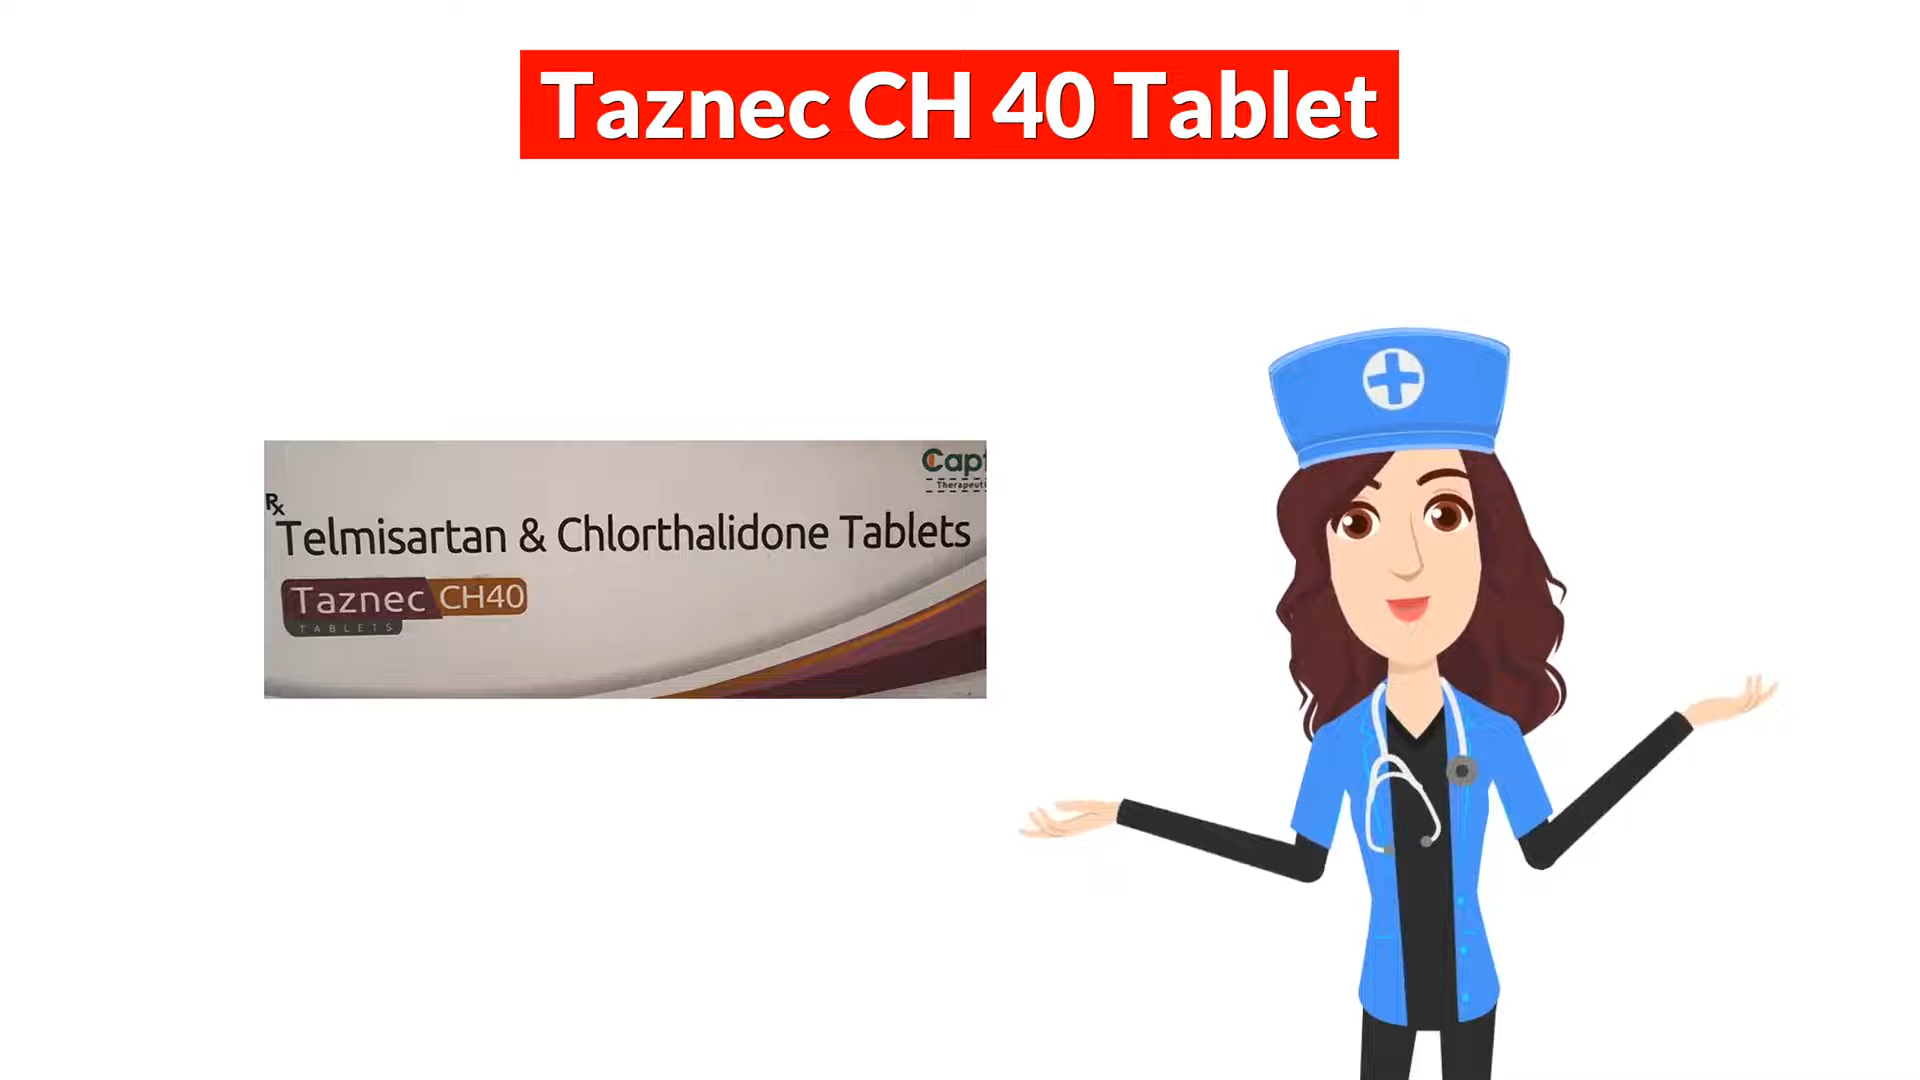 Taznec CH 40 Tablet
Rx
Telmisartan & Chlorthalidone Tablets
Taznec CH40
TABLETS